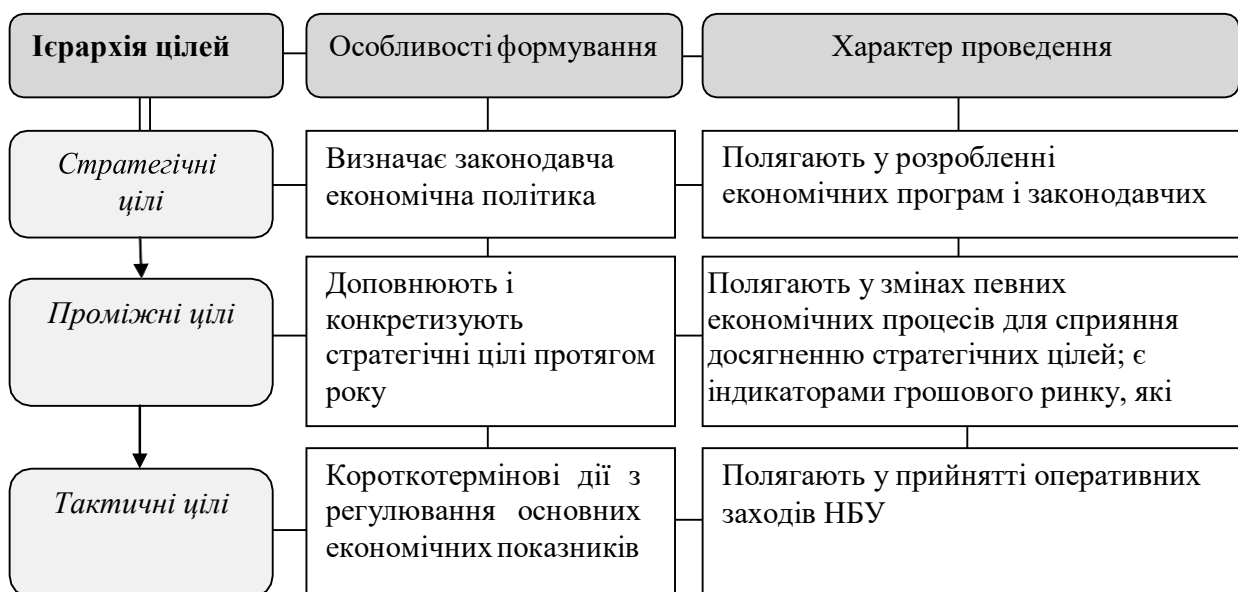 Ієрархія цілей
Особливості формування
Характер проведення
Стратегічні
цілі
Визначає законодавча
економічна політика
Полягають у розробленні
економічних програм і законодавчих
Проміжні цілі
Доповнюють і
конкретизують
стратегічні цілі протягом
року
Полягають у змінах певних
економічних процесів для сприяння
досягненню стратегічних цілей; є
індикаторами грошового ринку, які
Тактичні цілі
Короткотермінові дії з
регулювання основних
економічних показників
Полягають у прийнятті оперативних
заходів НБУ